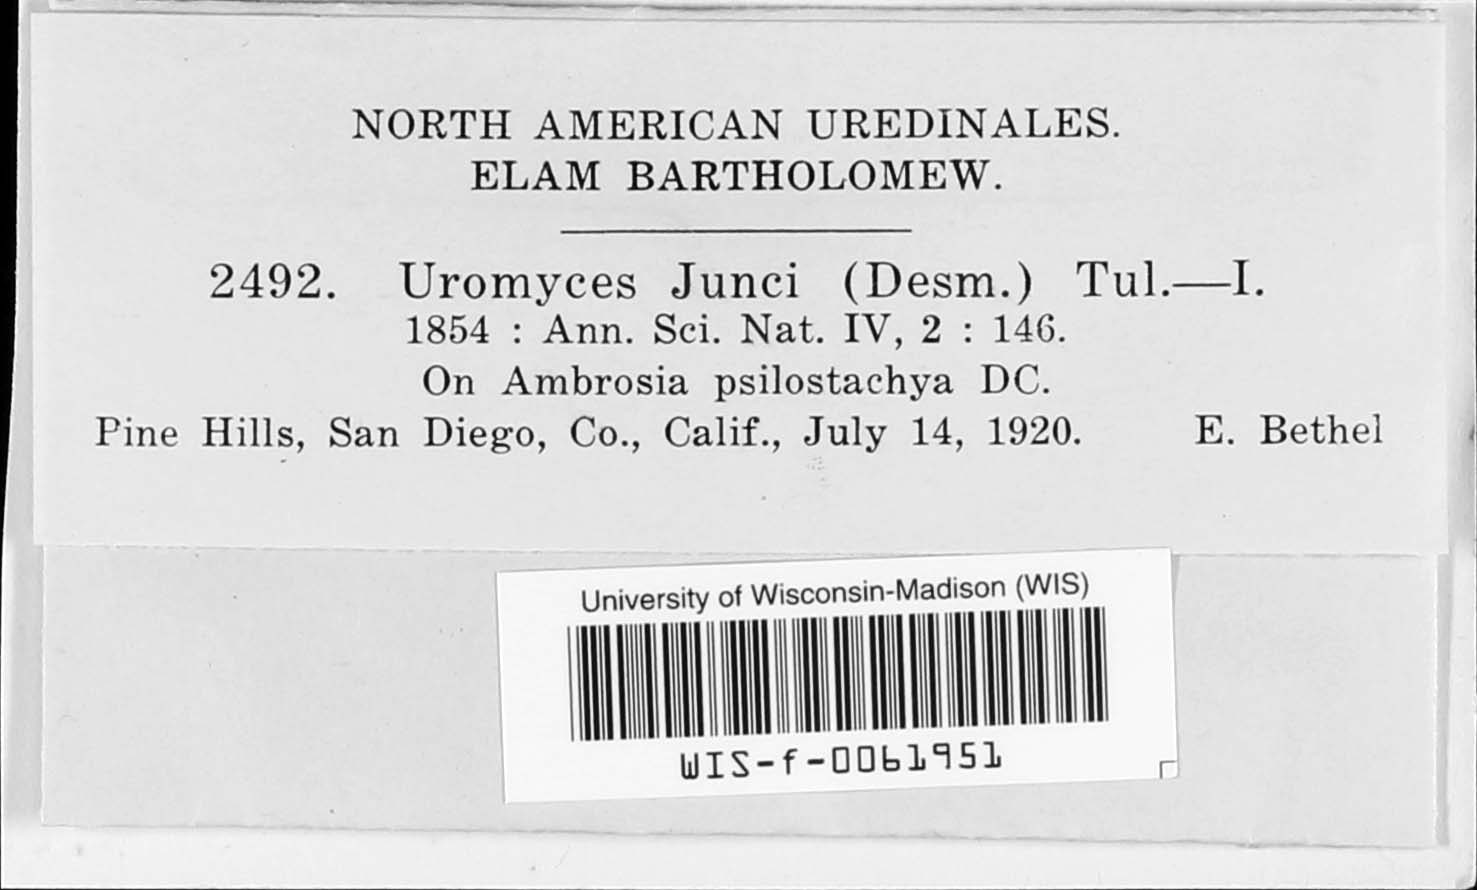 NORTH AMERICAN UREDINALES.
ELAM BARTHOLOMEW.
2492. Uromyces Junci (Desm.) Tul.—I.
1854 : Ann. Sci. Nat. IV, 2 : 146.
On Ambrosia psilostachya DC.
Pine Hills, San Diego, Co., Calif., July 14, 1920. E. Bethel
University of Wisconsin-Madison (WIS)
WIS-f-0061951